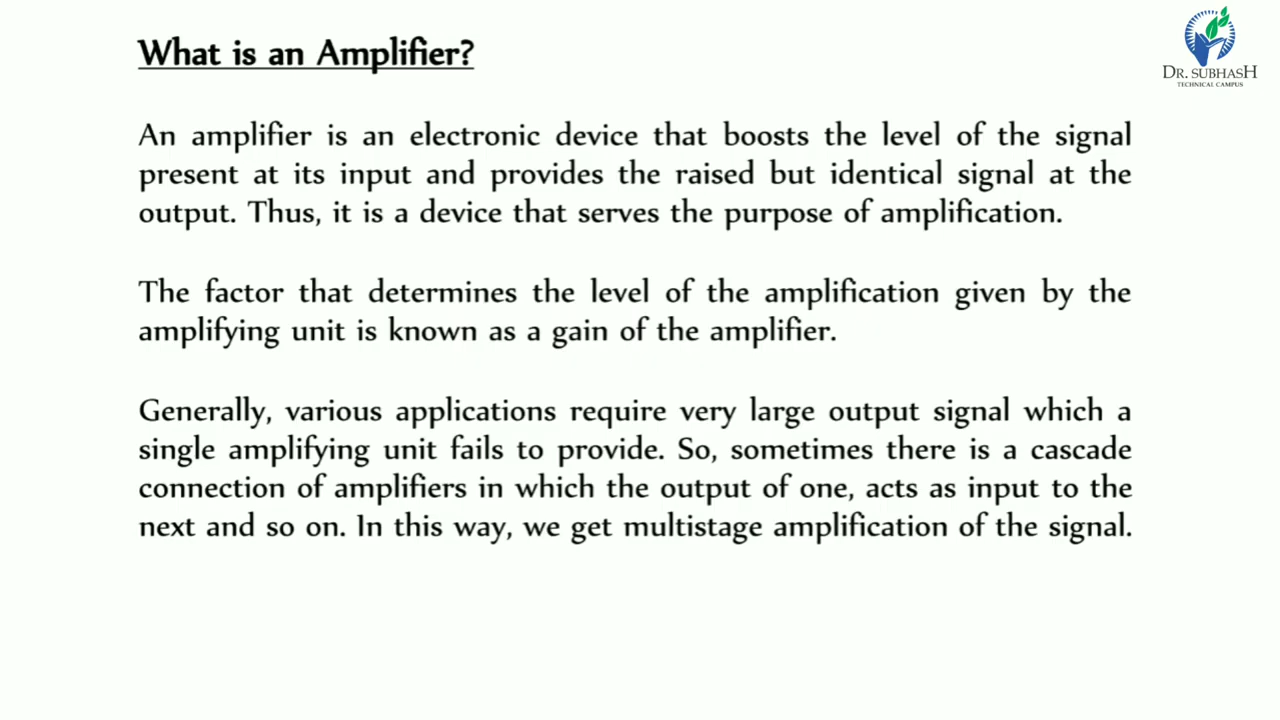 What is an Amplifier?
DR. SUBHASH
TECHNICAL CAMPUS
An amplifier is an electronic device that boosts the level of the signal
present at its input and provides the raised but identical signal at the
output. Thus, it is a device that serves the purpose of amplification.
The factor that determines the level of the amplification given by the
amplifying unit is known as a gain of the amplifier.
Generally, various applications require very large output signal which a
single amplifying unit fails to provide. So, sometimes there is a cascade
connection of amplifiers in which the output of one, acts as input to the
next and so on. In this way, we get multistage amplification of the signal.